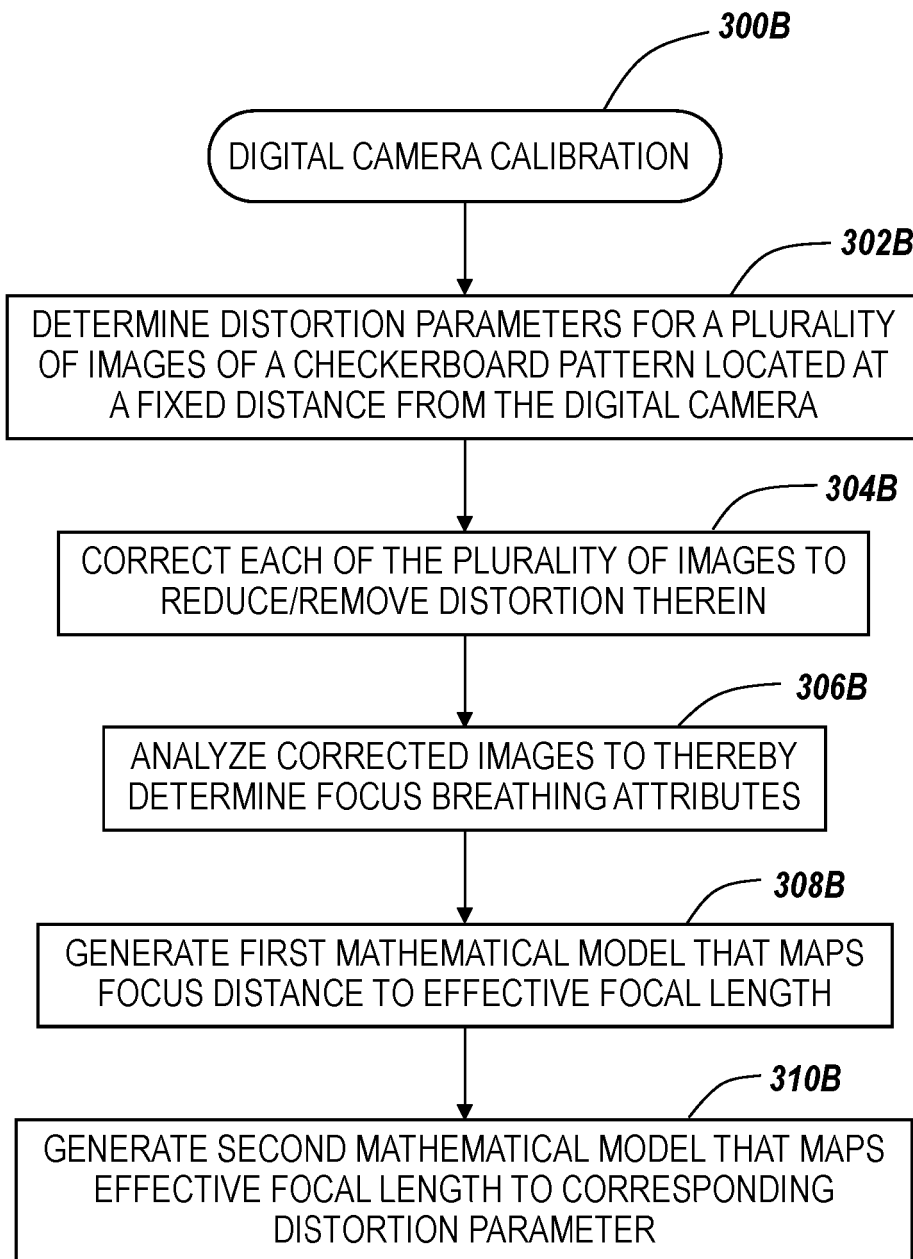 300B
DIGITAL CAMERA CALIBRATION
302B
DETERMINE DISTORTION PARAMETERS FOR A PLURALITY
OF IMAGES OF A CHECKERBOARD PATTERN LOCATED AT
A FIXED DISTANCE FROM THE DIGITAL CAMERA
304B
CORRECT EACH OF THE PLURALITY OF IMAGES TO
REDUCE/REMOVE DISTORTION THEREIN
306B
ANALYZE CORRECTED IMAGES TO THEREBY
DETERMINE FOCUS BREATHING ATTRIBUTES
308B
GENERATE FIRST MATHEMATICAL MODEL THAT MAPS
FOCUS DISTANCE TO EFFECTIVE FOCAL LENGTH
310B
GENERATE SECOND MATHEMATICAL MODEL THAT MAPS
EFFECTIVE FOCAL LENGTH TO CORRESPONDING
DISTORTION PARAMETER